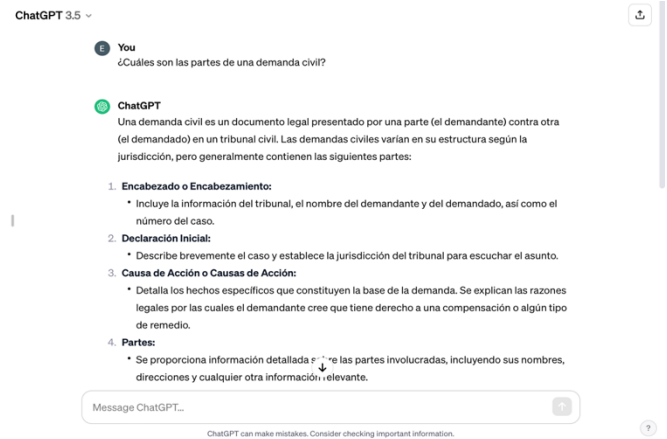 ChatGPT 3.5
E
You
¿Cuáles son las partes de una demanda civil?
ChatGPT
Una demanda civil es un documento legal presentado por una parte (el demandante) contra otra
(el demandado) en un tribunal civil. Las demandas civiles varían en su estructura según la
jurisdicción, pero generalmente contienen las siguientes partes:
1. Encabezado o Encabezamiento:
• Incluye la información del tribunal, el nombre del demandante y del demandado, así como el
número del caso.
2. Declaración Inicial:
• Describe brevemente el caso y establece la jurisdicción del tribunal para escuchar el asunto.
3. Causa de Acción o Causas de Acción:
• Detalla los hechos específicos que constituyen la base de la demanda. Se explican las razones
legales por las cuales el demandante cree que tiene derecho a una compensación o algún tipo
de remedio.
4. Partes:
• Se proporciona información detallada sobre las partes involucradas, incluyendo sus nombres,
direcciones y cualquier otra información relevante.
Message ChatGPT...
ChatGPT can make mistakes. Consider checking important information.
?